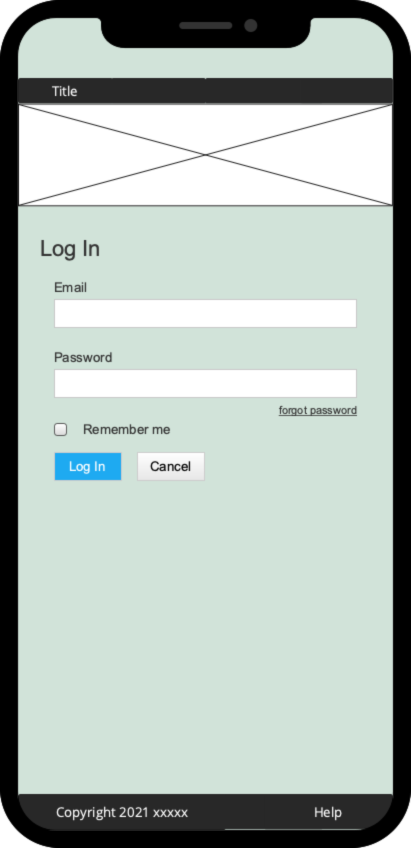 Title
Log In
Email
Password
forgot password
Remember me
Log In Cancel
Copyright 2021 xxxxx Help